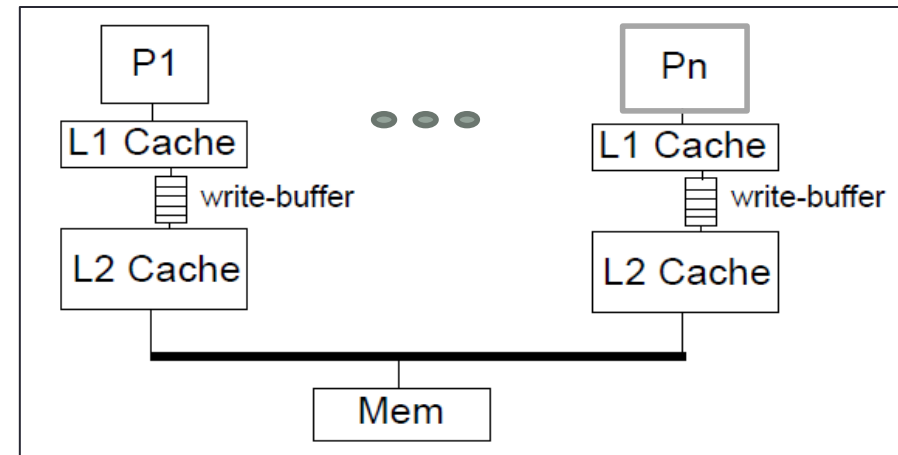 P1
Pn
L1 Cache
L1 Cache
write-buffer
write-buffer
L2 Cache
L2 Cache
Mem